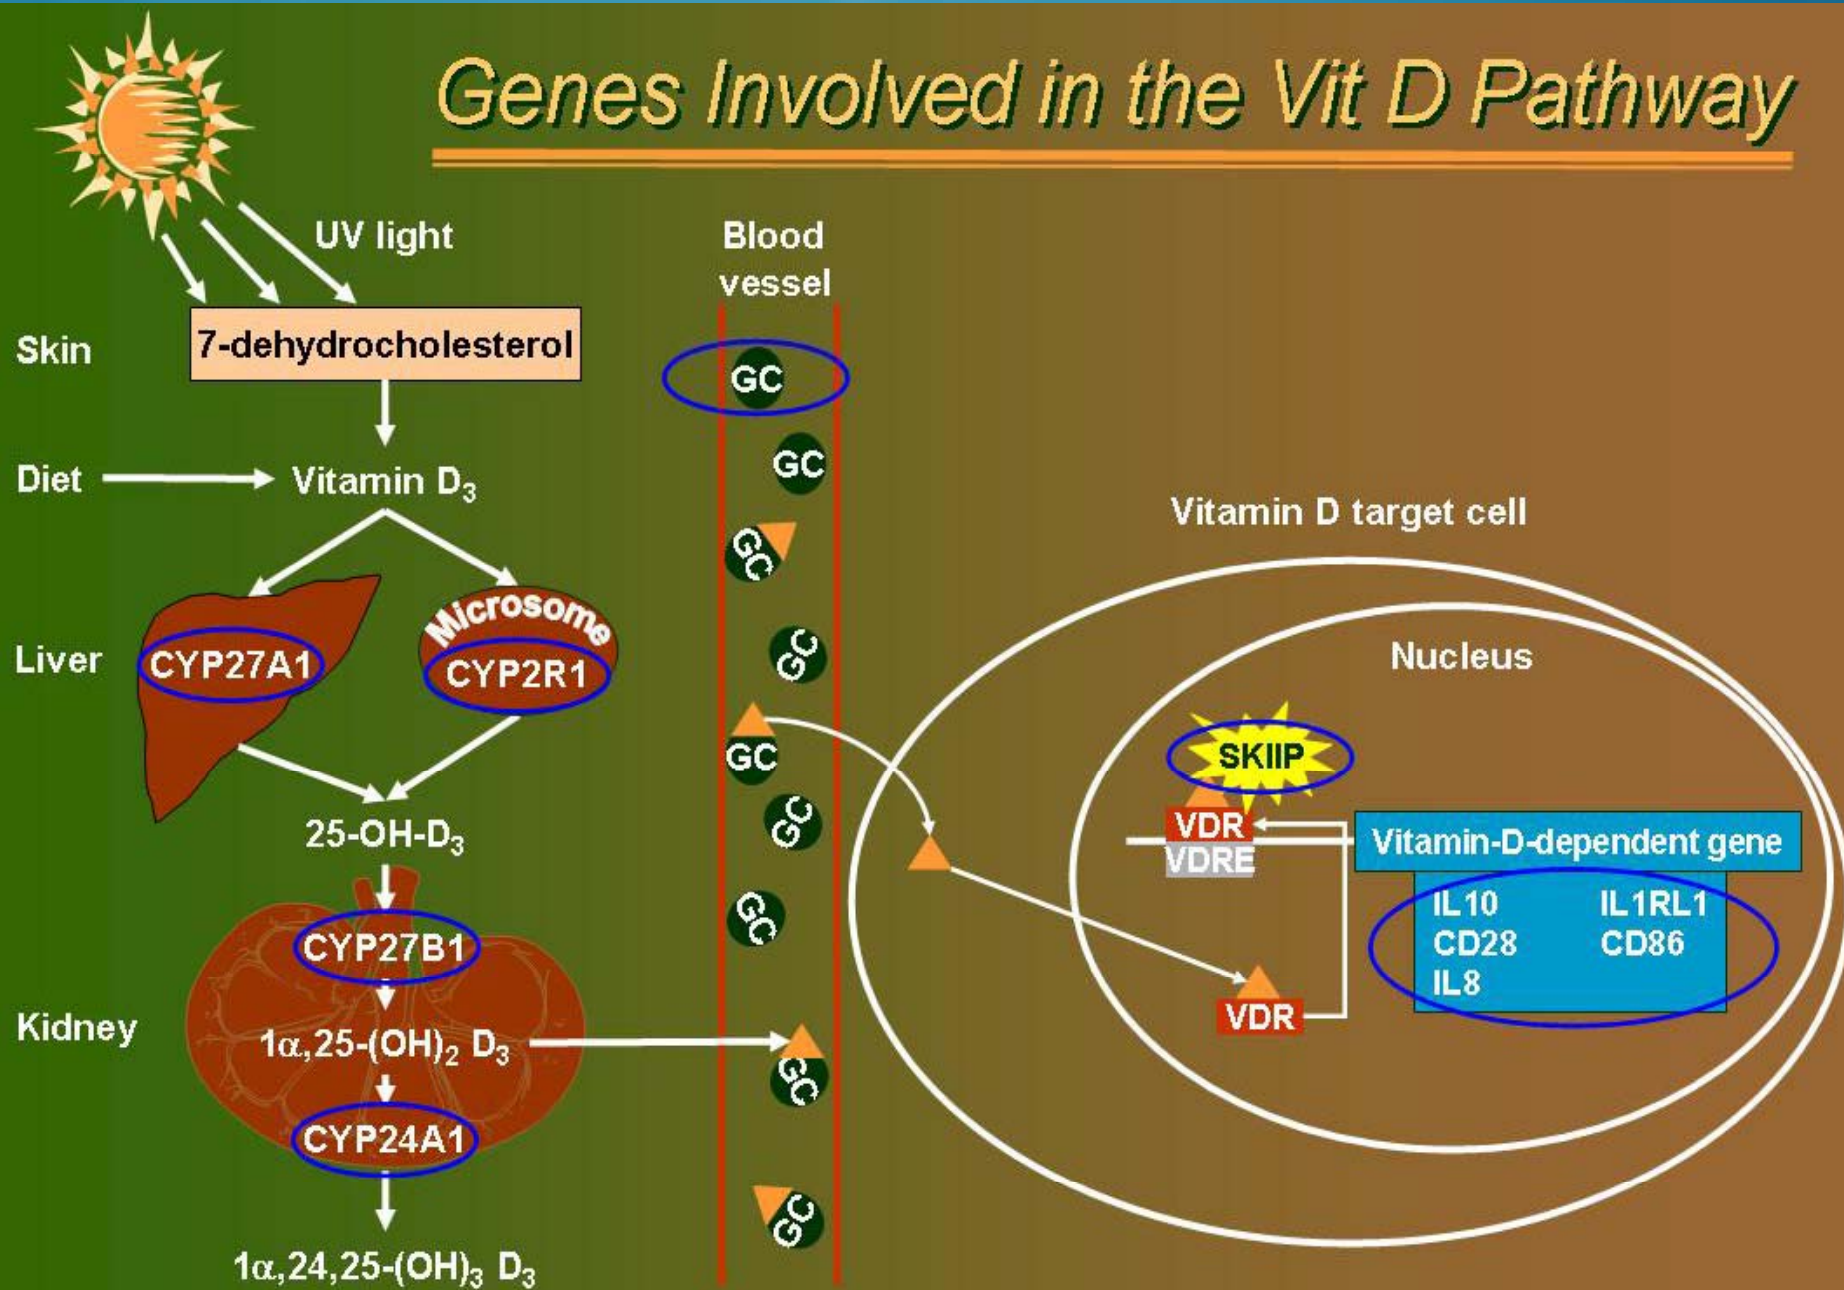 Genes Involved in the Vit D Pathway
UV light
Blood
vessel
Skin
7-dehydrocholesterol
GC
GC
Diet
Vitamin D₃
GC
Vitamin D target cell
Liver
CYP27A1
Microsome
CYP2R1
GC
Nucleus
GC
SKIIP
25-OH-D₃
GC
VDR
VDRE
Vitamin-D-dependent gene
IL10 IL1RL1
CD28 CD86
IL8
GC
CYP27B1
Kidney
1α,25-(OH)₂ D₃
GC
VDR
CYP24A1
GC
1α,24,25-(OH)₃ D₃